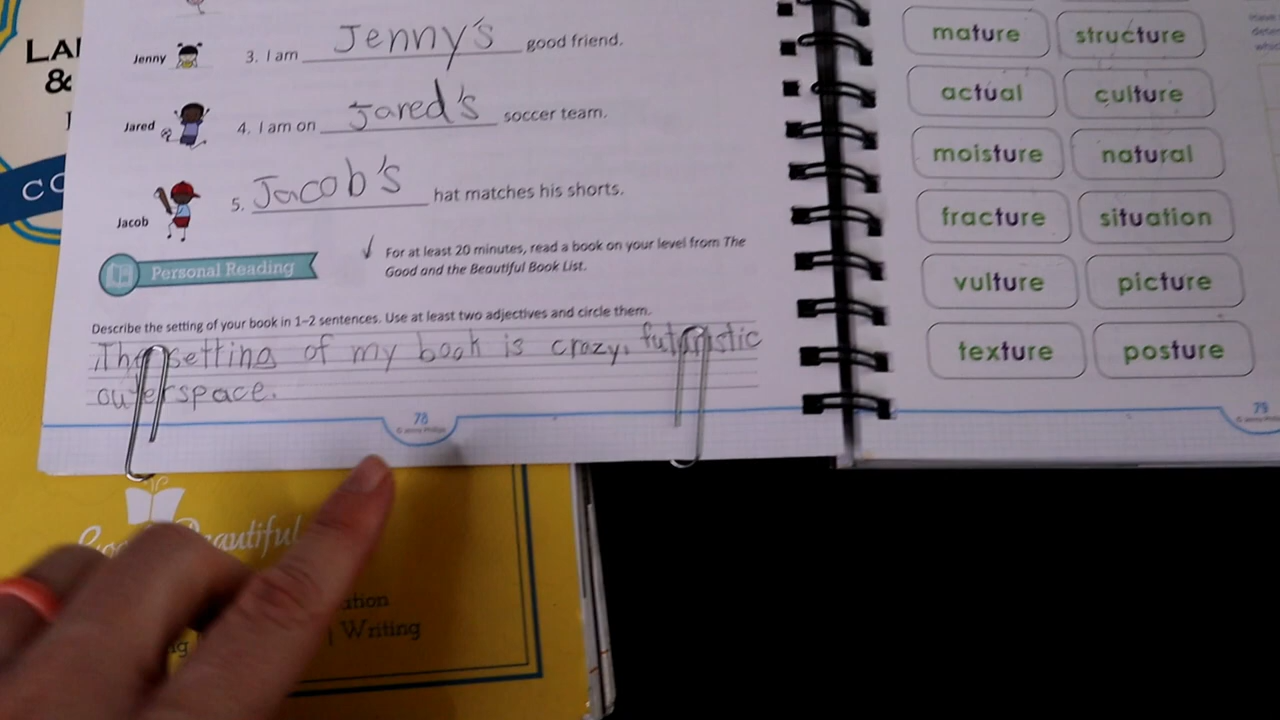 LA
&
CO
Jenny 3. I am Jenny's good friend.
Jared 4. I am on Jared's soccer team.
Jacob 5. Jacob's hat matches his shorts.
Personal Reading
For at least 20 minutes, read a book on your level from The
Good and the Beautiful Book List.
Describe the setting of your book in 1–2 sentences. Use at least two adjectives and circle them.
The setting of my book is crazy, futuristic
outerspace.
78
Beautiful
Writing
mature structure
actual culture
moisture natural
fracture situation
vulture picture
texture posture
79